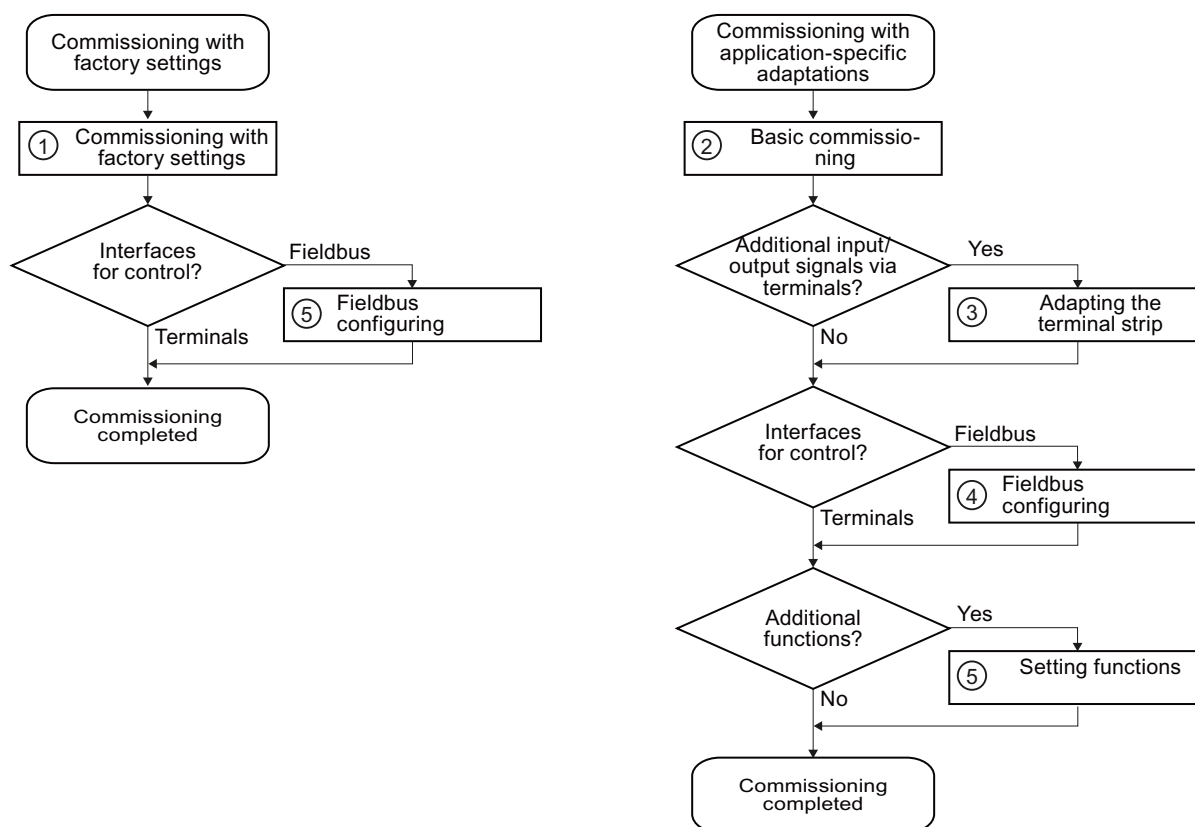 Commissioning with
factory settings
1
Commissioning with
factory settings
Interfaces
for control?
Fieldbus
5
Fieldbus
configuring
Terminals
Commissioning
completed
Commissioning with
application-specific
adaptations
2
Basic commissio-
ning
Additional input/
output signals via
terminals?
Yes
3
Adapting the
terminal strip
No
Interfaces
for control?
Fieldbus
4
Fieldbus
configuring
Terminals
Additional
functions?
Yes
5
Setting functions
No
Commissioning
completed